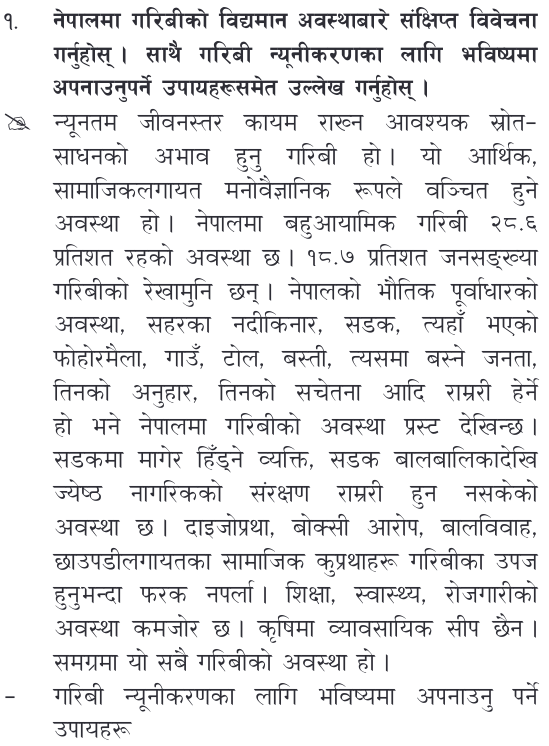 १. नेपालमा गरिबीको विद्यमान अवस्थाबारे संक्षिप्त विवेचना
गर्नुहोस् । साथै गरिबी न्यूनीकरणका लागि भविष्यमा
अपनाउनुपर्ने उपायहरूसमेत उल्लेख गर्नुहोस् ।
न्यूनतम जीवनस्तर कायम राख्न आवश्यक स्रोत-
साधनको अभाव हुनु गरिबी हो । यो आर्थिक,
सामाजिकलगायत मनोवैज्ञानिक रूपले वञ्चित हुने
अवस्था हो । नेपालमा बहुआयामिक गरिबी २८.६
प्रतिशत रहको अवस्था छ । १८.७ प्रतिशत जनसङ्ख्या
गरिबीको रेखामुनि छन् । नेपालको भौतिक पूर्वाधारको
अवस्था, सहरका नदीकिनार, सडक, त्यहाँ भएको
फोहोरमैला, गाउँ, टोल, बस्ती, त्यसमा बस्ने जनता,
तिनको अनुहार, तिनको सचेतना आदि राम्ररी हेर्ने
हो भने नेपालमा गरिबीको अवस्था प्रस्ट देखिन्छ ।
सडकमा मागेर हिँड्ने व्यक्ति, सडक बालबालिकादेखि
ज्येष्ठ नागरिकको संरक्षण राम्ररी हुन नसकेको
अवस्था छ । दाइजोप्रथा, बोक्सी आरोप, बालविवाह,
छाउपडीलगायतका सामाजिक कुप्रथाहरू गरिबीका उपज
हुनुभन्दा फरक नपर्ला । शिक्षा, स्वास्थ्य, रोजगारीको
अवस्था कमजोर छ । कृषिमा व्यावसायिक सीप छैन ।
समग्रमा यो सबै गरिबीको अवस्था हो ।
- गरिबी न्यूनीकरणका लागि भविष्यमा अपनाउनु पर्ने
उपायहरू